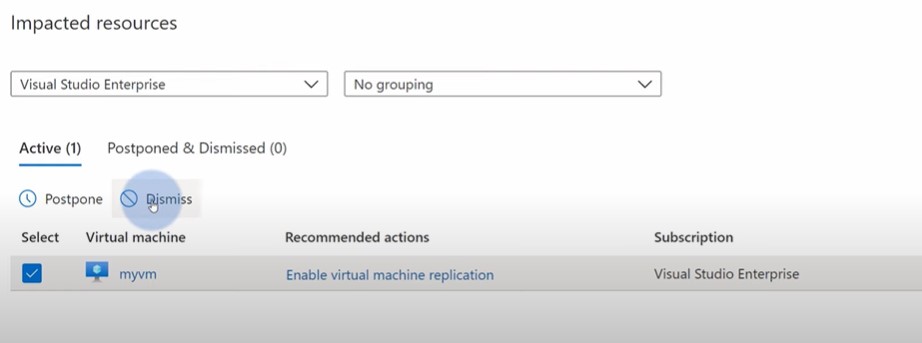 Impacted resources
Visual Studio Enterprise No grouping
Active (1) Postponed & Dismissed (0)
Postpone Dismiss
Select Virtual machine Recommended actions Subscription
myvm Enable virtual machine replication Visual Studio Enterprise